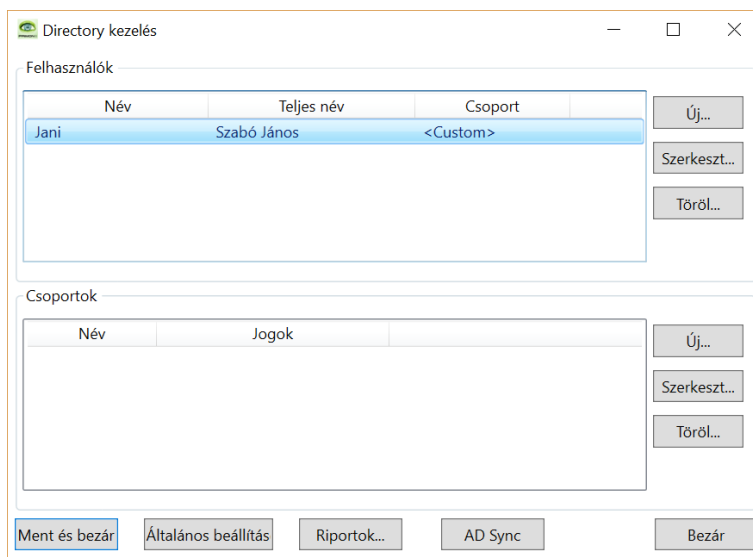 Directory kezelés
Felhasználók
Név Teljes név Csoport
Jani Szabó János <Custom>
Új...
Szerkeszt...
Töröl...
Csoportok
Név Jogok
Új...
Szerkeszt...
Töröl...
Ment és bezár Általános beállítás Riportok... AD Sync Bezár